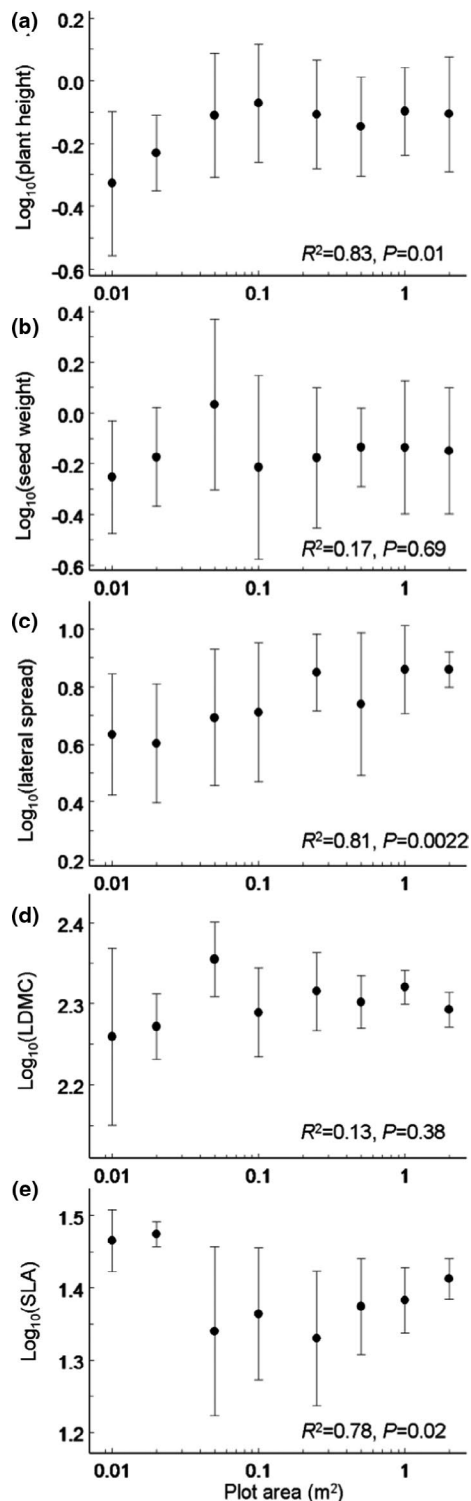 (a)
Log10(plant height)
0.2
0.0
-0.2
-0.4
-0.6
R2=0.83, P=0.01
0.01 0.1 1
(b)
Log10(seed weight)
0.4
0.2
0.0
-0.2
-0.4
-0.6
R2=0.17, P=0.69
0.01 0.1 1
(c)
Log10(lateral spread)
1.0
0.8
0.6
0.4
0.2
R2=0.81, P=0.0022
0.01 0.1 1
(d)
Log10(LDMC)
2.4
2.3
2.2
R2=0.13, P=0.38
0.01 0.1 1
(e)
Log10(SLA)
1.5
1.4
1.3
1.2
R2=0.78, P=0.02
0.01 0.1 1
Plot area (m2)